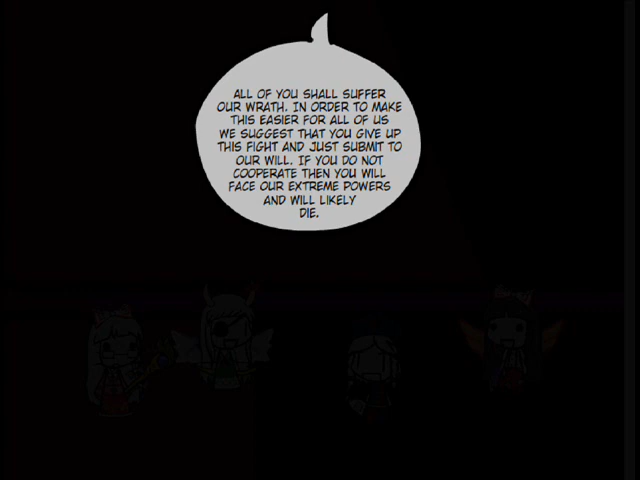 ALL OF YOU SHALL SUFFER
OUR WRATH. IN ORDER TO MAKE
THIS EASIER FOR ALL OF US
WE SUGGEST THAT YOU GIVE UP
THIS FIGHT AND JUST SUBMIT TO
OUR WILL. IF YOU DO NOT
COOPERATE THEN YOU WILL
FACE OUR EXTREME POWERS
AND WILL LIKELY
DIE.